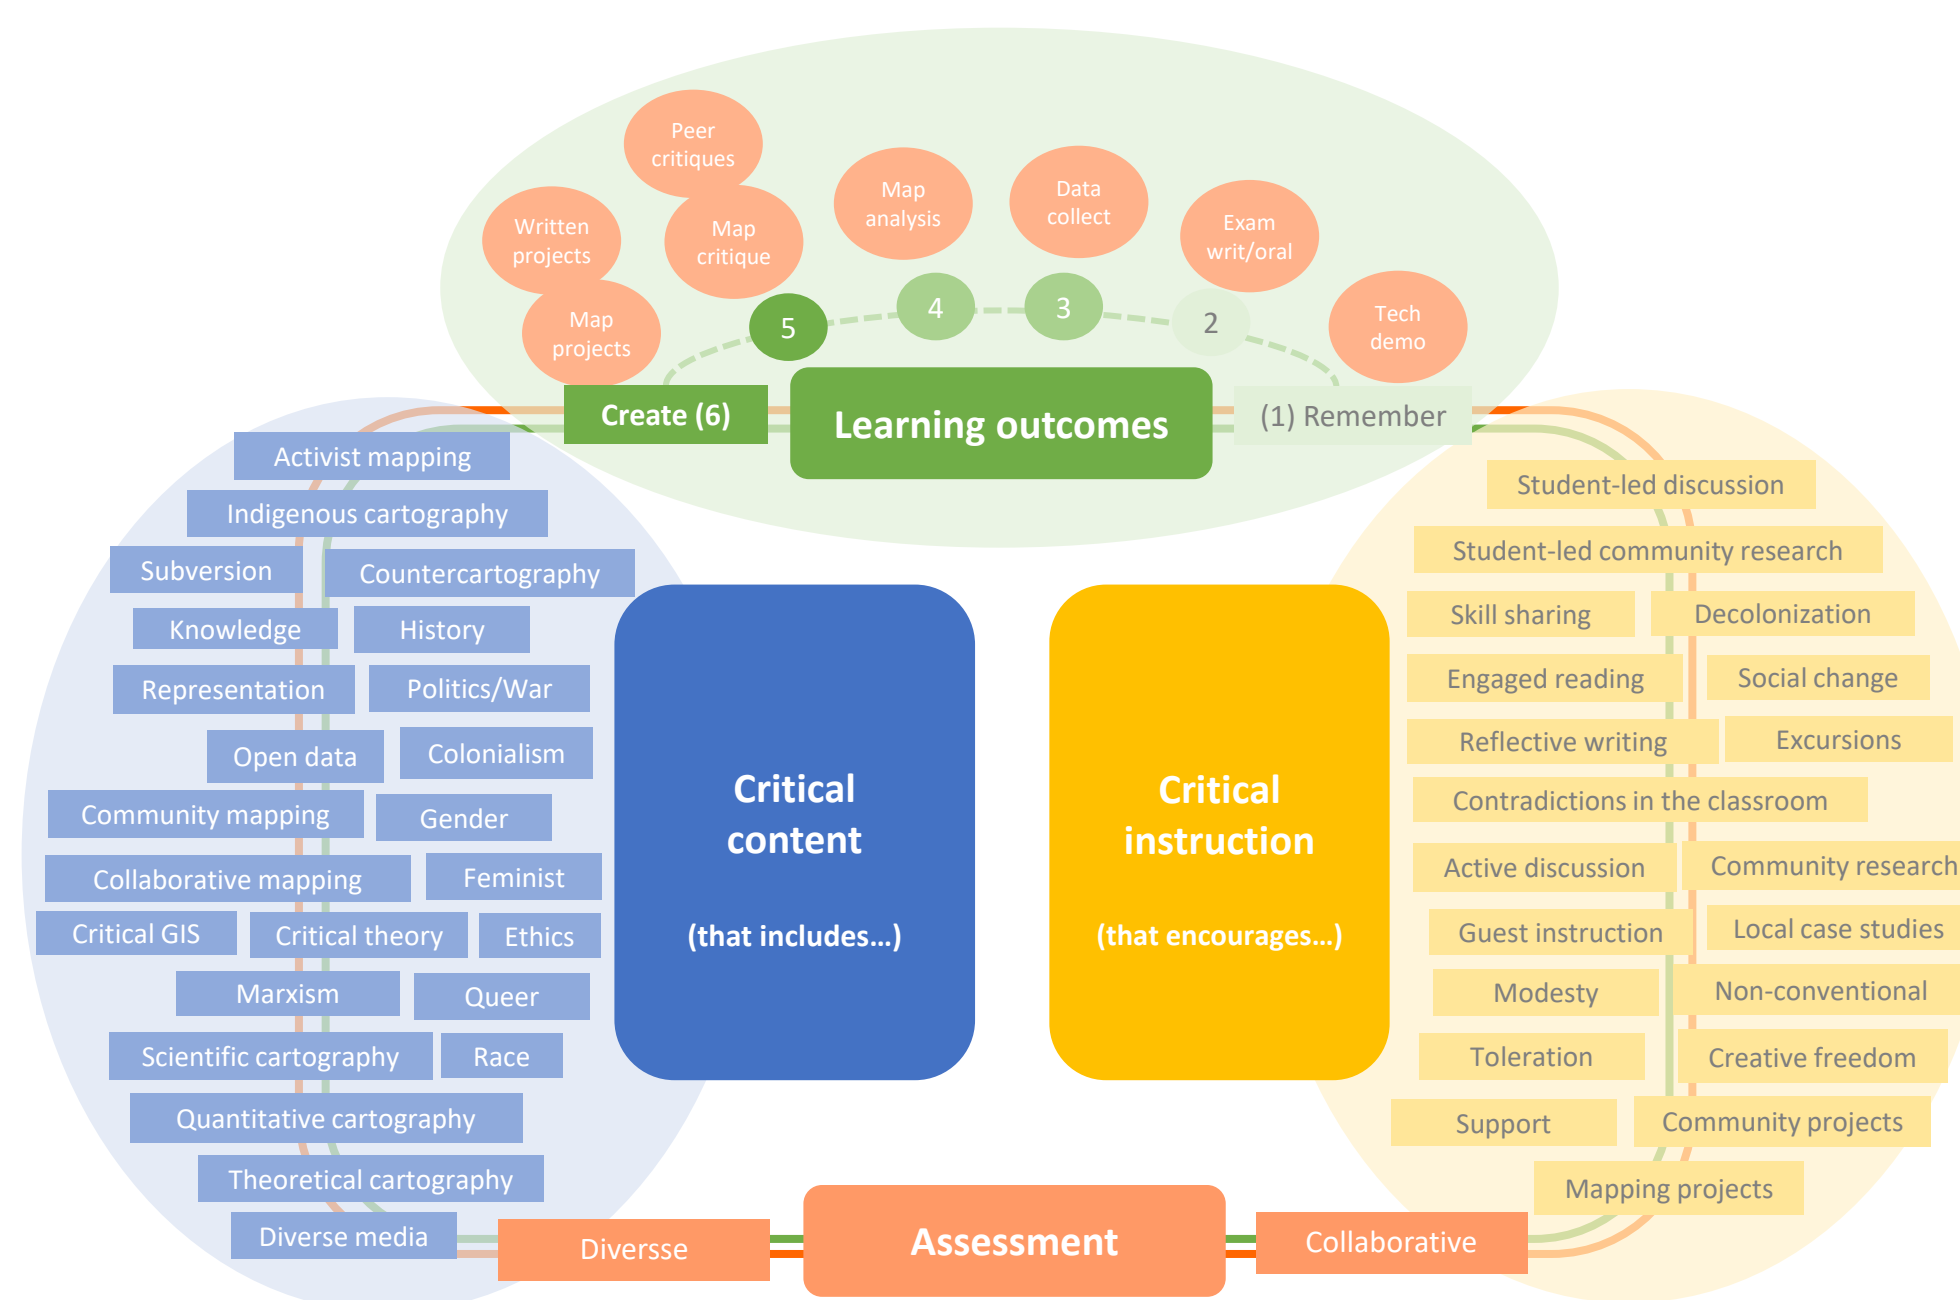 Peer
critiques
Written
projects
Map
critique
Map
analysis
Data
collect
Exam
writ/oral
Map
projects
Tech
demo
5
4
3
2
Create (6)
Learning outcomes
(1) Remember
Activist mapping
Indigenous cartography
Subversion
Countercartography
Knowledge
History
Representation
Politics/War
Open data
Colonialism
Community mapping
Gender
Collaborative mapping
Feminist
Critical GIS
Critical theory
Ethics
Marxism
Queer
Scientific cartography
Race
Quantitative cartography
Theoretical cartography
Diverse media
Critical
content
(that includes...)
Critical
instruction
(that encourages...)
Student-led discussion
Student-led community research
Skill sharing
Decolonization
Engaged reading
Social change
Reflective writing
Excursions
Contradictions in the classroom
Active discussion
Community research
Guest instruction
Local case studies
Modesty
Non-conventional
Toleration
Creative freedom
Support
Community projects
Mapping projects
Diversse
Assessment
Collaborative